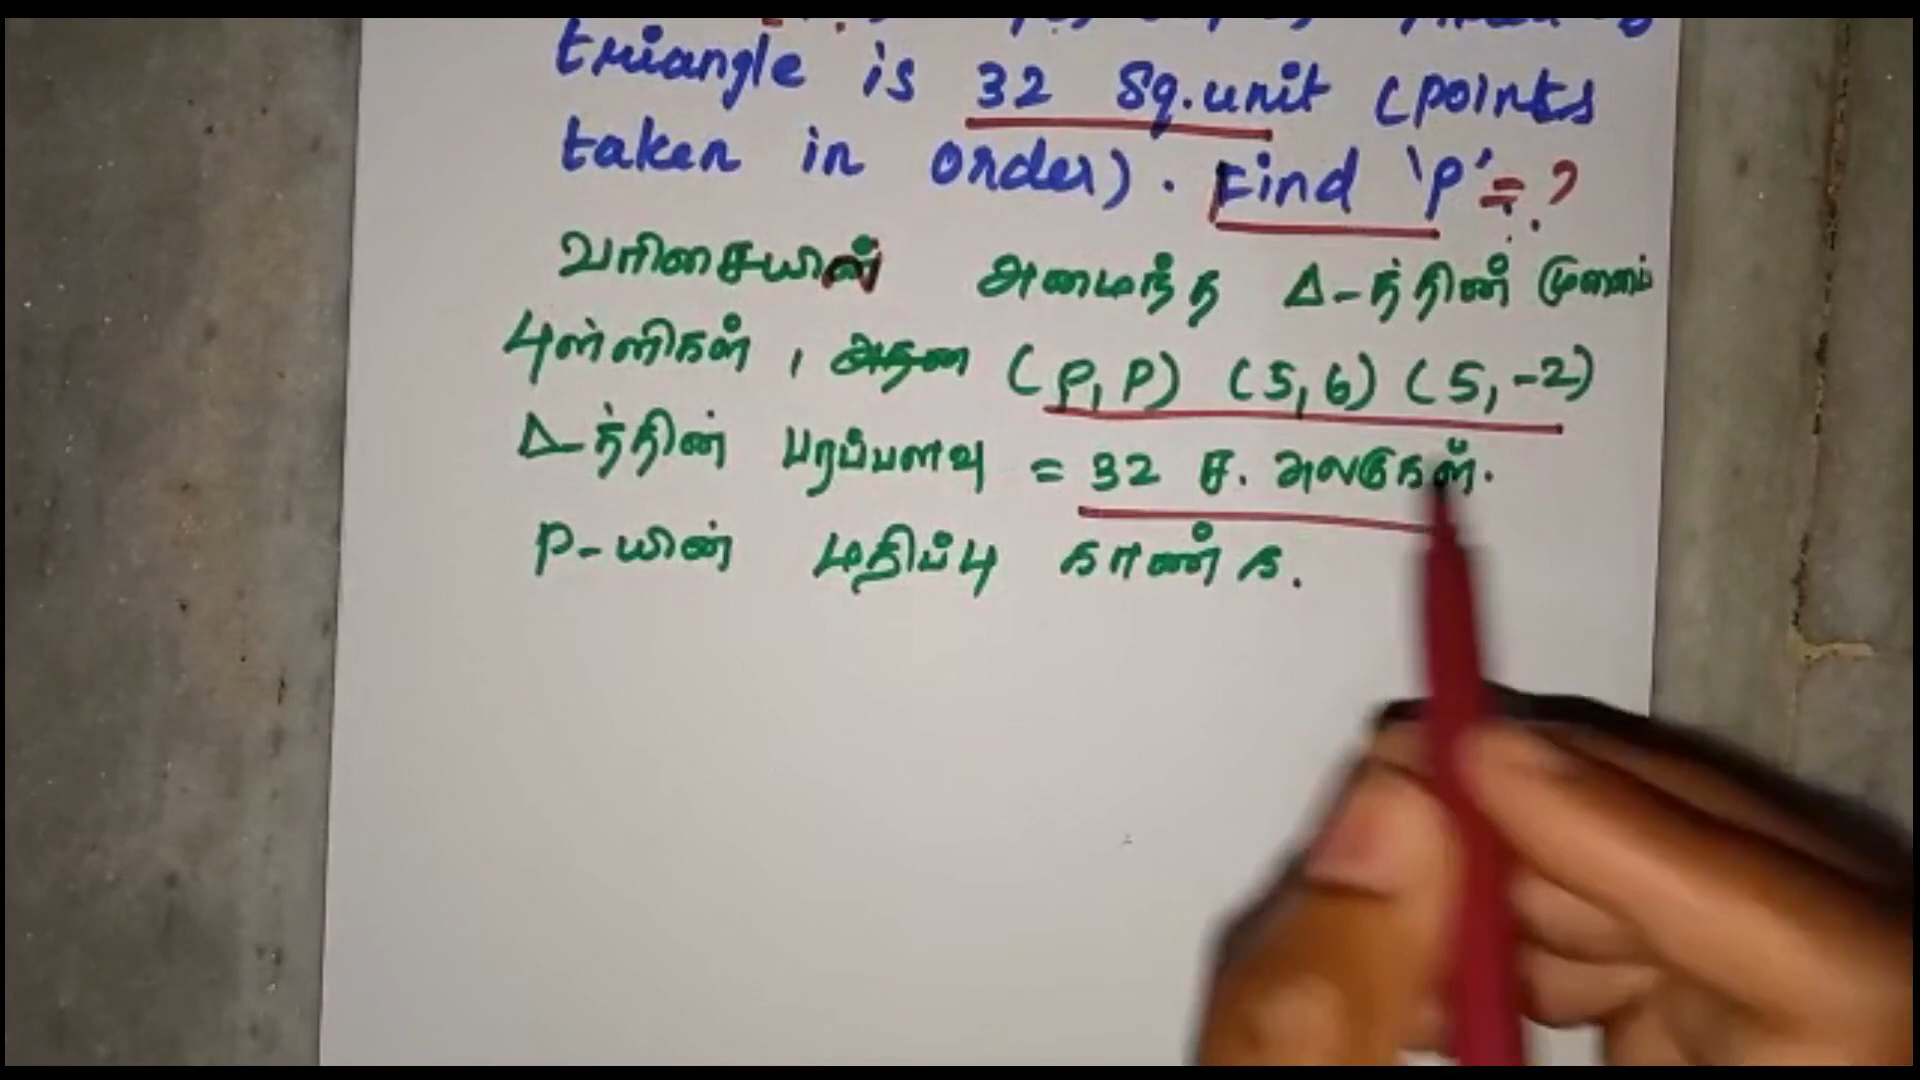 triangle is 32 Sq.unit (points
taken in order). Find 'P' = ?
வரிசையின் அமைந்த Δ-த்தின் முனைப்
புள்ளிகள், அதன (P,P) (5,6) (5,-2)
Δ-த்தின் பரப்பளவு = 32 ச. அலகுகள்.
P-யின் மதிப்பு காண்க.